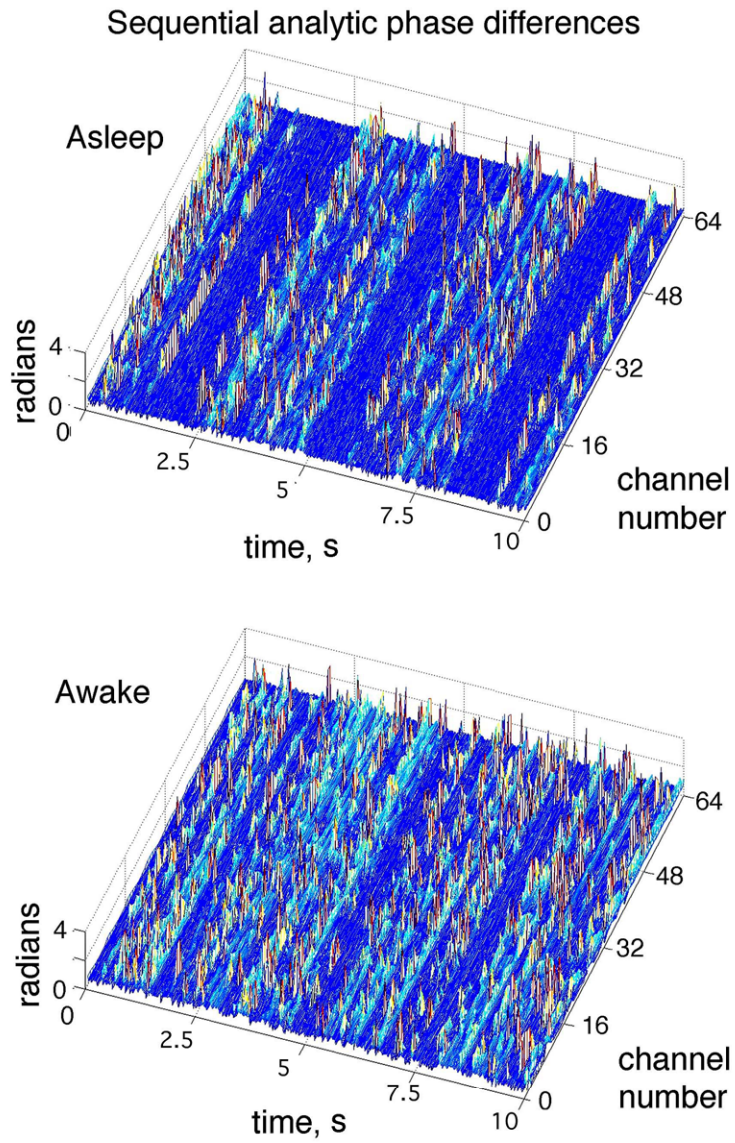 Sequential analytic phase differences
Asleep
radians
4
0
0
2.5
5
7.5
10
time, s
0
16
32
48
64
channel
number
Awake
radians
4
0
0
2.5
5
7.5
10
time, s
0
16
32
48
64
channel
number